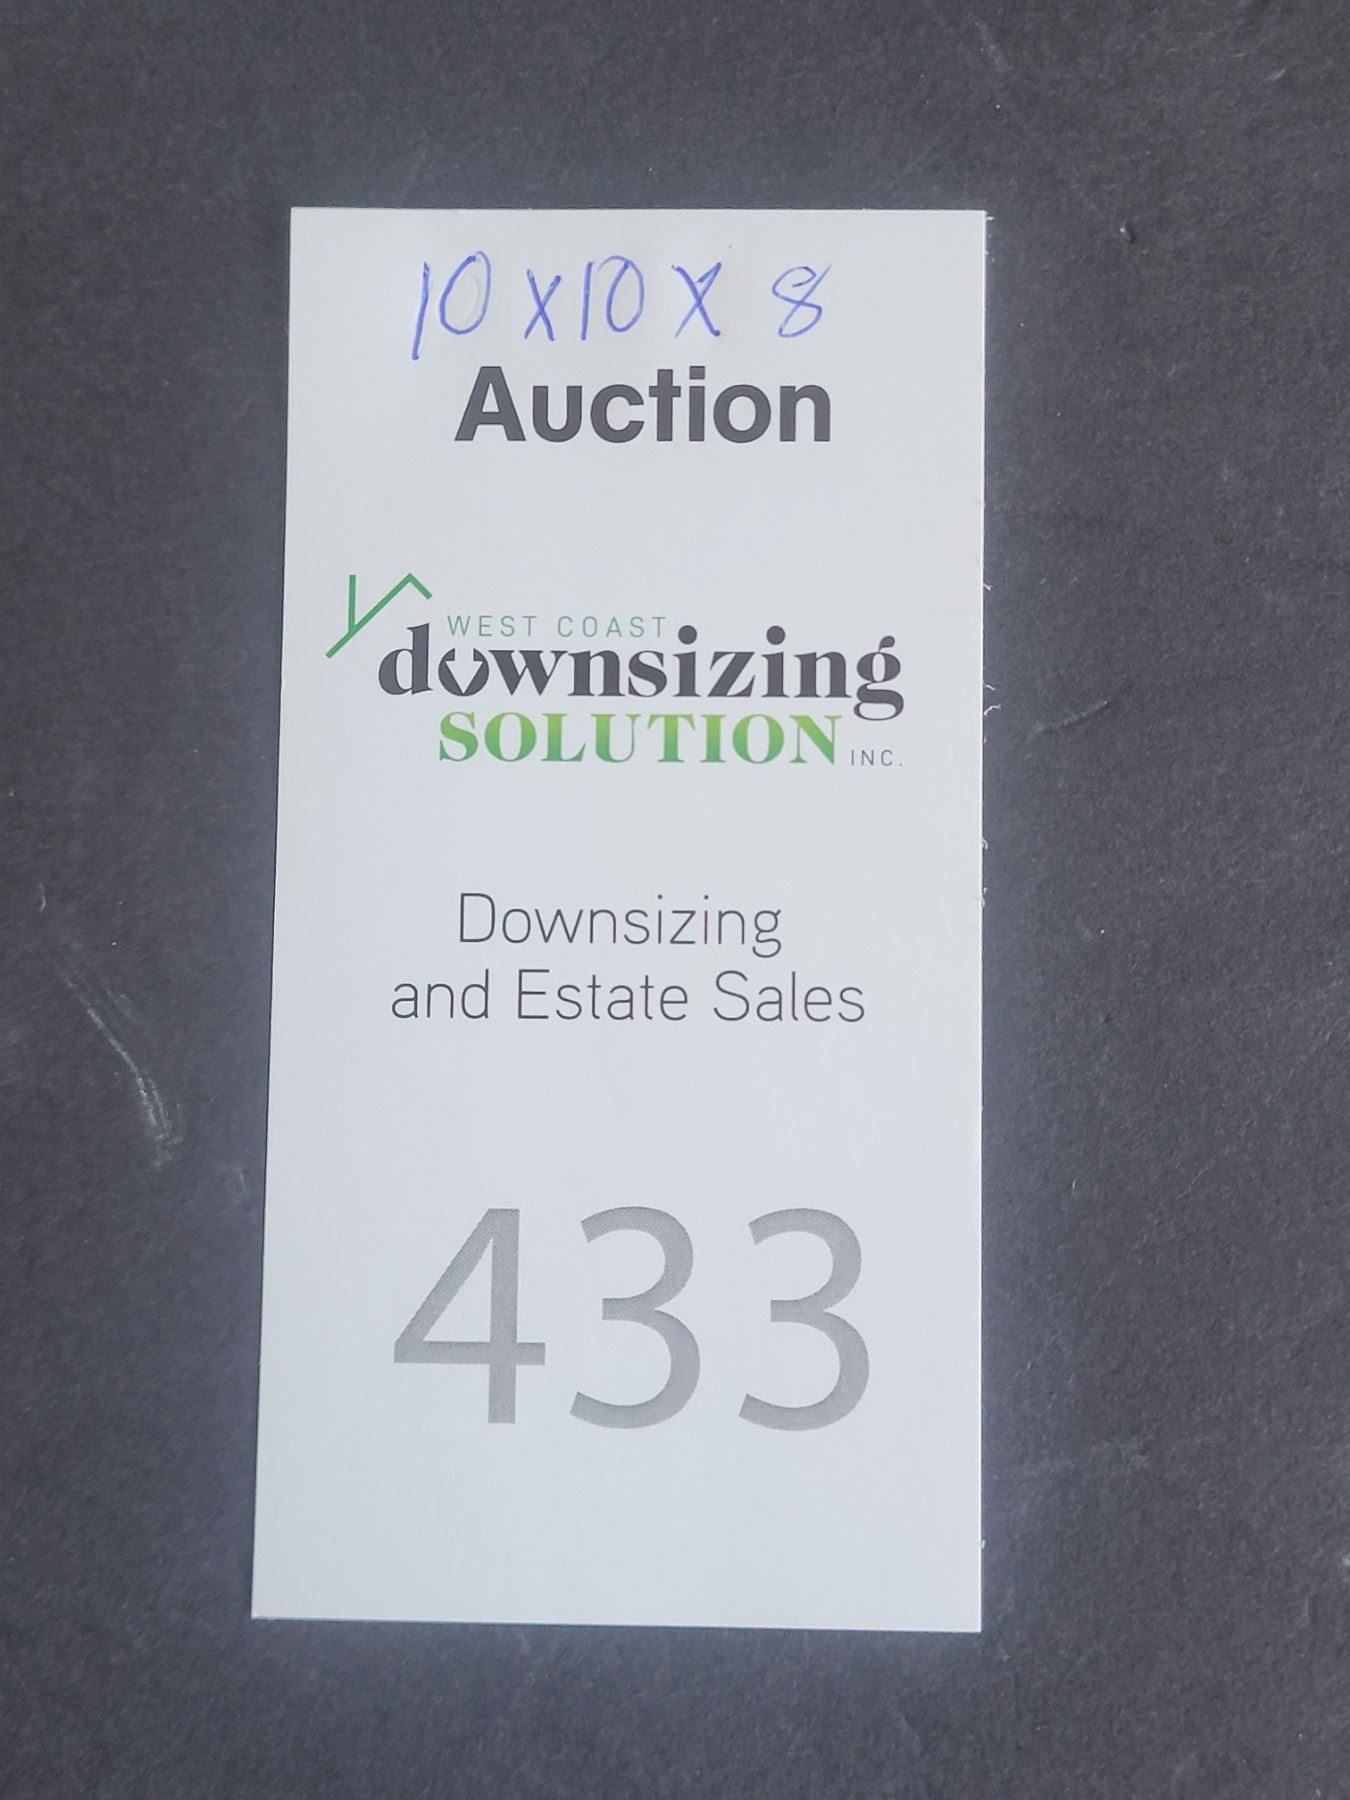 10 x 10 x 8
Auction
WEST COAST
downsizing
SOLUTION INC.
Downsizing
and Estate Sales
433